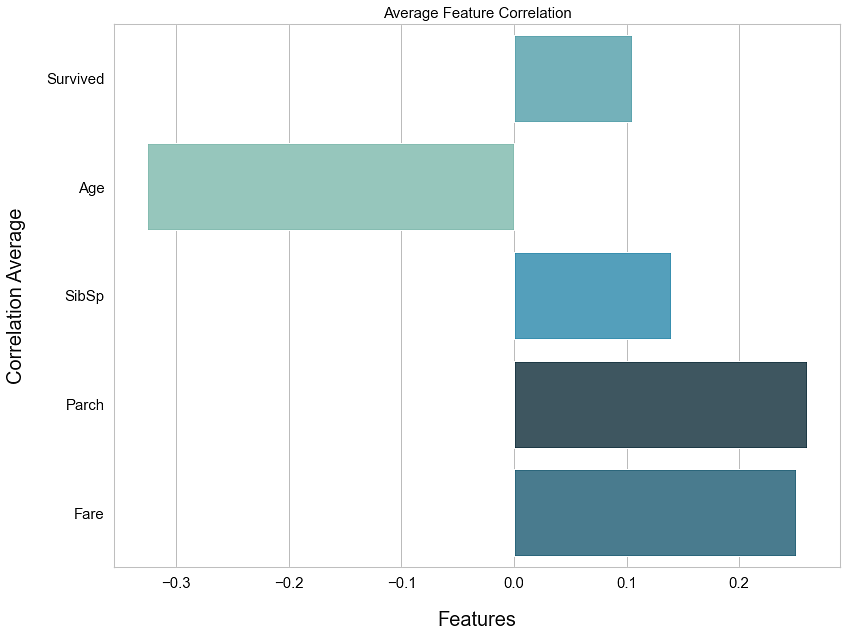 Average Feature Correlation
Survived
Age
SibSp
Parch
Fare
Correlation Average
−0.3 −0.2 −0.1 0.0 0.1 0.2
Features